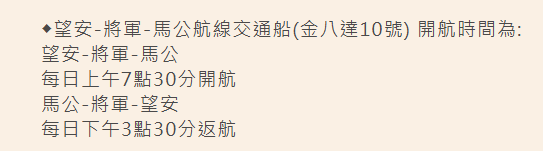 ◆望安-將軍-馬公航線交通船(金八達10號) 開航時間為:
望安-將軍-馬公
每日上午7點30分開航
馬公-將軍-望安
每日下午3點30分返航